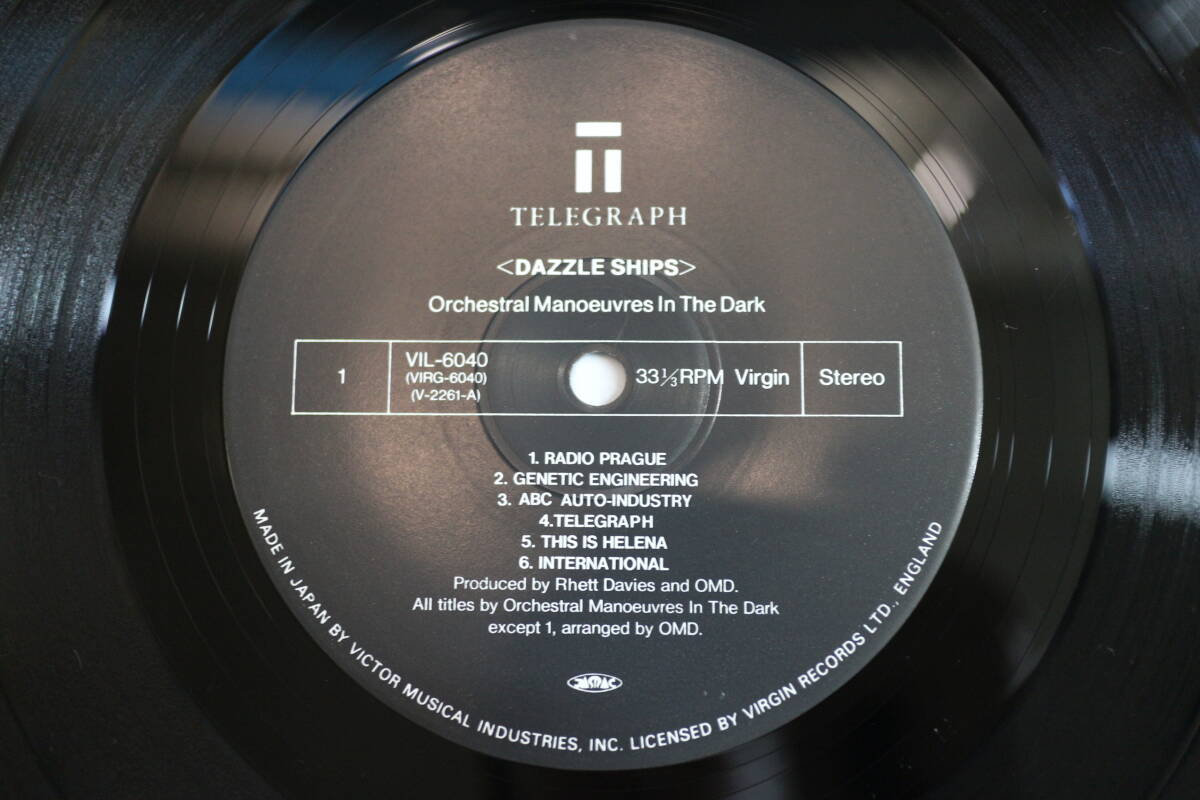 TELEGRAPH
<DAZZLE SHIPS>
Orchestral Manoeuvres In The Dark
1
VIL-6040
(VIRG-6040)
(V-2261-A)
33⅓RPM Virgin
Stereo
1. RADIO PRAGUE
2. GENETIC ENGINEERING
3. ABC AUTO-INDUSTRY
4.TELEGRAPH
5. THIS IS HELENA
6. INTERNATIONAL
Produced by Rhett Davies and OMD.
All titles by Orchestral Manoeuvres In The Dark
except 1, arranged by OMD.
JASRAC
MADE IN JAPAN BY VICTOR MUSICAL INDUSTRIES, INC. LICENSED BY VIRGIN RECORDS LTD., ENGLAND